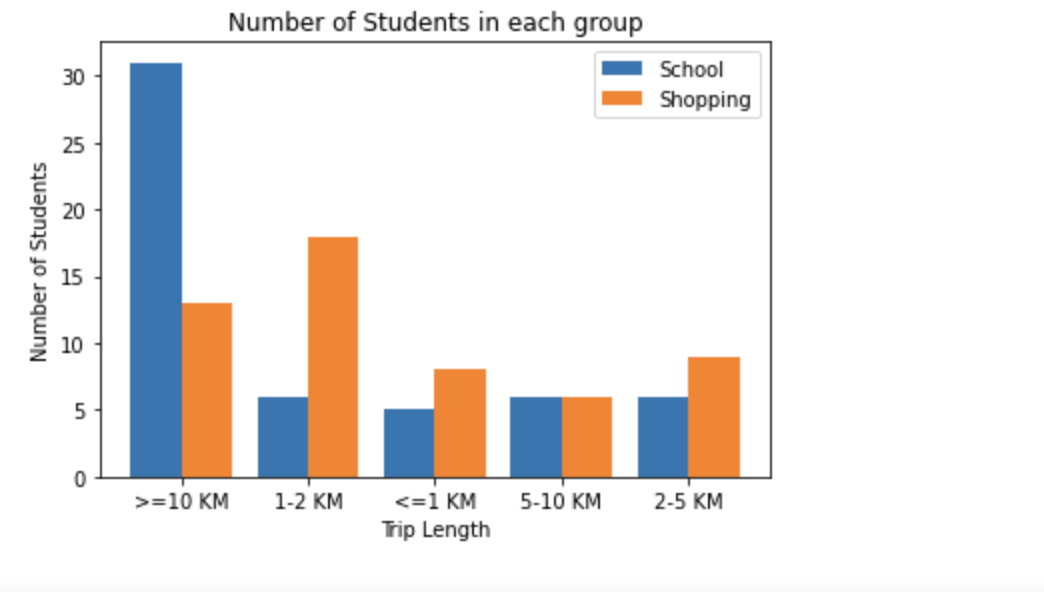 Number of Students in each group
School
Shopping
Number of Students
30
25
20
15
10
5
0
>=10 KM 1-2 KM <=1 KM 5-10 KM 2-5 KM
Trip Length